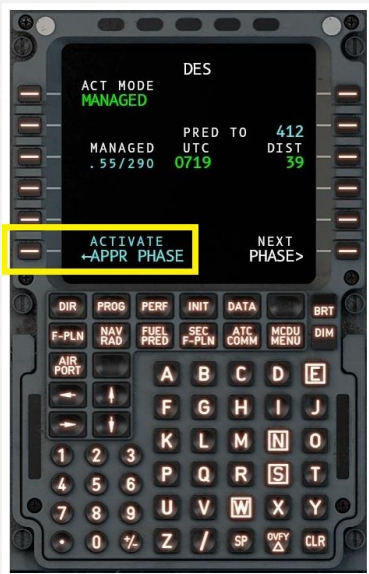 DES
ACT MODE
MANAGED
PRED TO 412
MANAGED UTC DIST
.55/290 0719 39
ACTIVATE NEXT
←APPR PHASE PHASE>
DIR PROG PERF INIT DATA BRT
F-PLN NAV RAD FUEL PRED SEC F-PLN ATC COMM MCDU MENU DIM
AIR PORT
A B C D E
← ↑ F G H I J
→ ↓ K L M N O
1 2 3 P Q R S T
4 5 6 U V W X Y
7 8 9 Z / SP OVFY Δ CLR
. 0 +/-